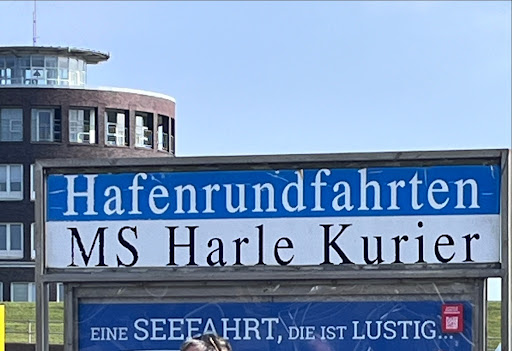 Hafenrundfahrten
MS Harle Kurier
EINE SEEFAHRT, DIE IST LUSTIG...